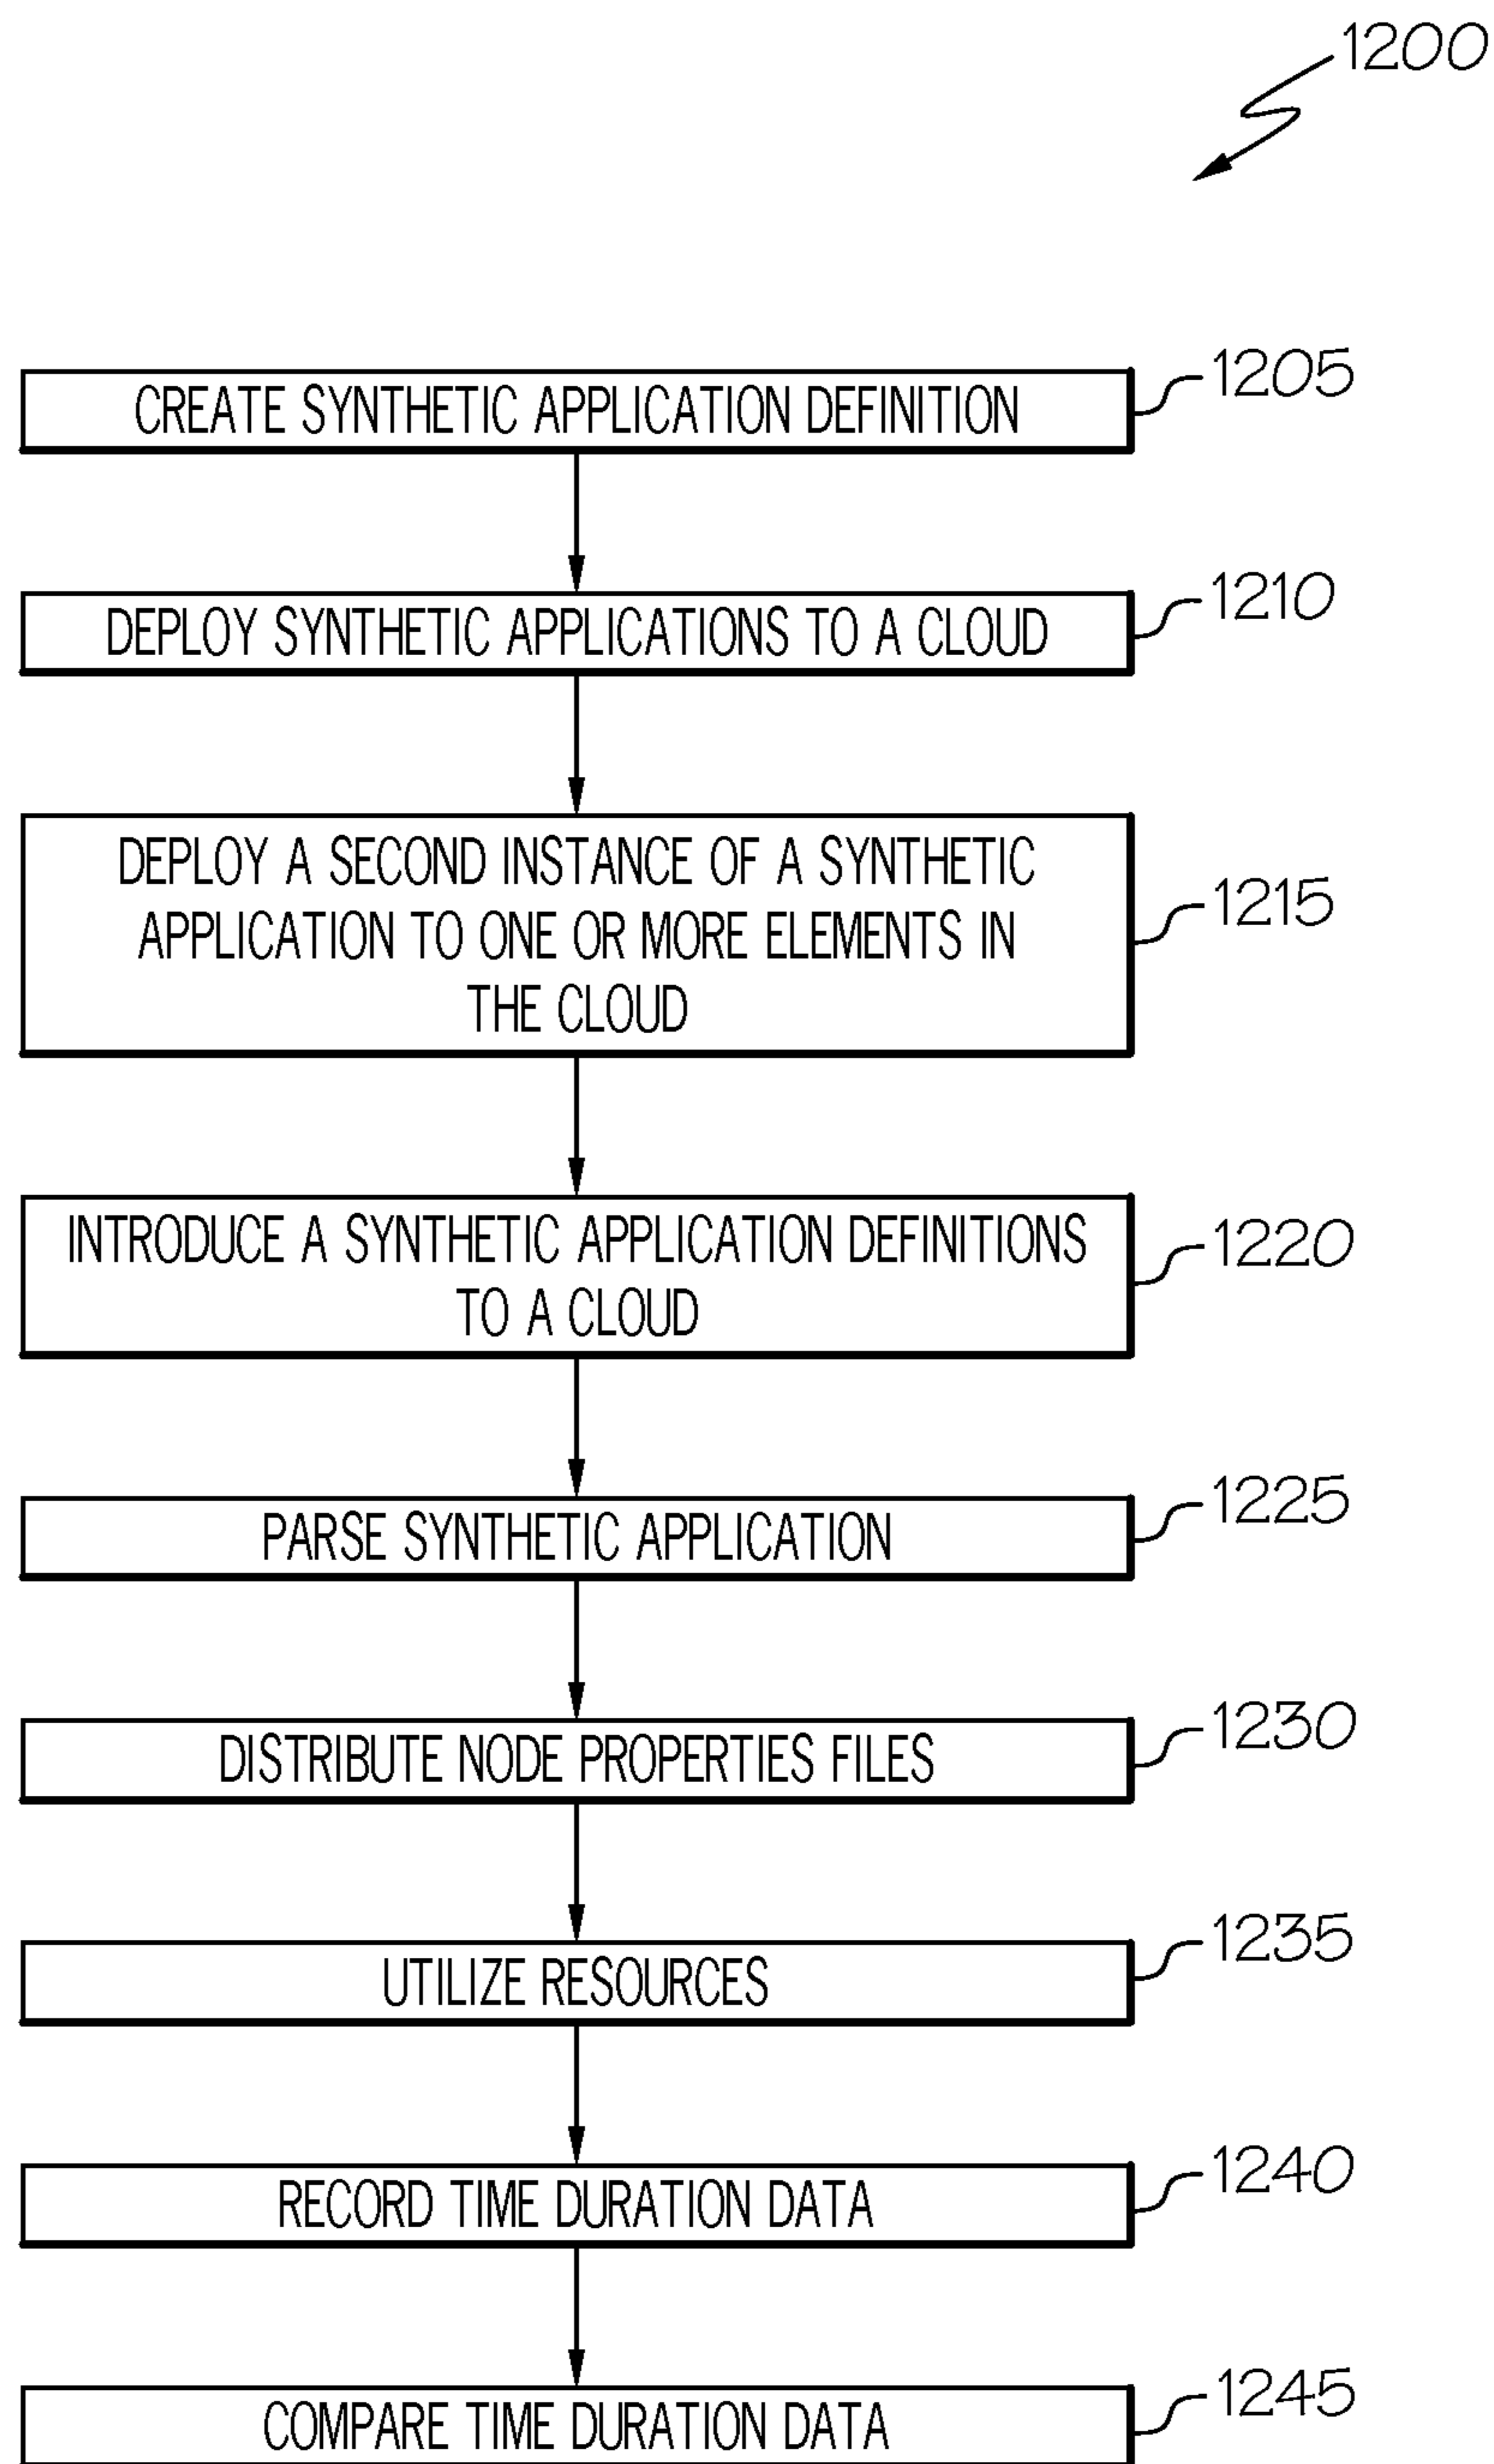 1200
CREATE SYNTHETIC APPLICATION DEFINITION
1205
DEPLOY SYNTHETIC APPLICATIONS TO A CLOUD
1210
DEPLOY A SECOND INSTANCE OF A SYNTHETIC
APPLICATION TO ONE OR MORE ELEMENTS IN
THE CLOUD
1215
INTRODUCE A SYNTHETIC APPLICATION DEFINITIONS
TO A CLOUD
1220
PARSE SYNTHETIC APPLICATION
1225
DISTRIBUTE NODE PROPERTIES FILES
1230
UTILIZE RESOURCES
1235
RECORD TIME DURATION DATA
1240
COMPARE TIME DURATION DATA
1245